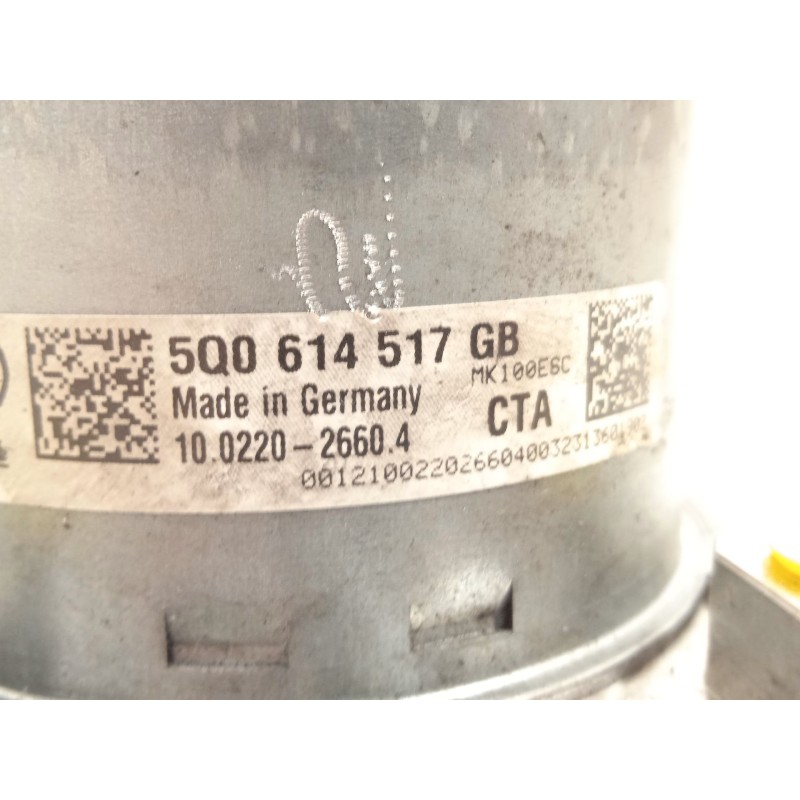 5Q0 614 517 GB
MK100ESC
Made in Germany
CTA
10.0220-2660.4